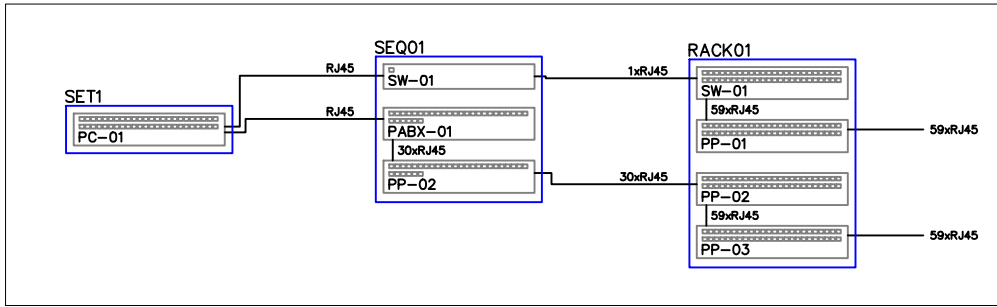 SEQ01
RACK01
RJ45
1xRJ45
SW-01
SW-01
SET1
RJ45
59xRJ45
PC-01
PABX-01
PP-01
59xRJ45
30xRJ45
PP-02
30xRJ45
PP-02
59xRJ45
PP-03
59xRJ45